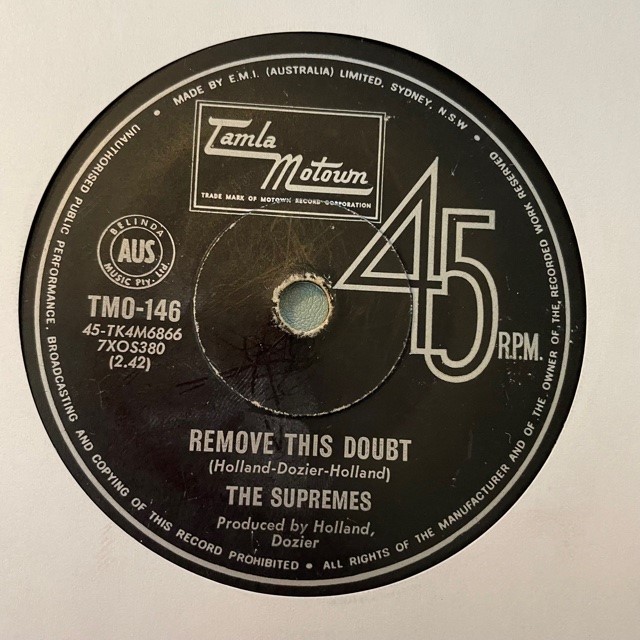 MADE BY E.M.I. (AUSTRALIA) LIMITED, SYDNEY, N.S.W •
Tamla
Motown
TRADE MARK OF MOTOWN RECORD CORPORATION
45
R.P.M.
BELINDA
AUS.
MUSIC PTY. LTD
TMO-146
45-TK4M6866
7XOS380
(2.42)
REMOVE THIS DOUBT
(Holland-Dozier-Holland)
THE SUPREMES
Produced by Holland,
Dozier
UNAUTHORISED PUBLIC PERFORMANCE, BROADCASTING AND COPYING OF THIS RECORD PROHIBITED • ALL RIGHTS OF THE MANUFACTURER AND OF THE OWNER OF THE RECORDED WORK RESERVED •